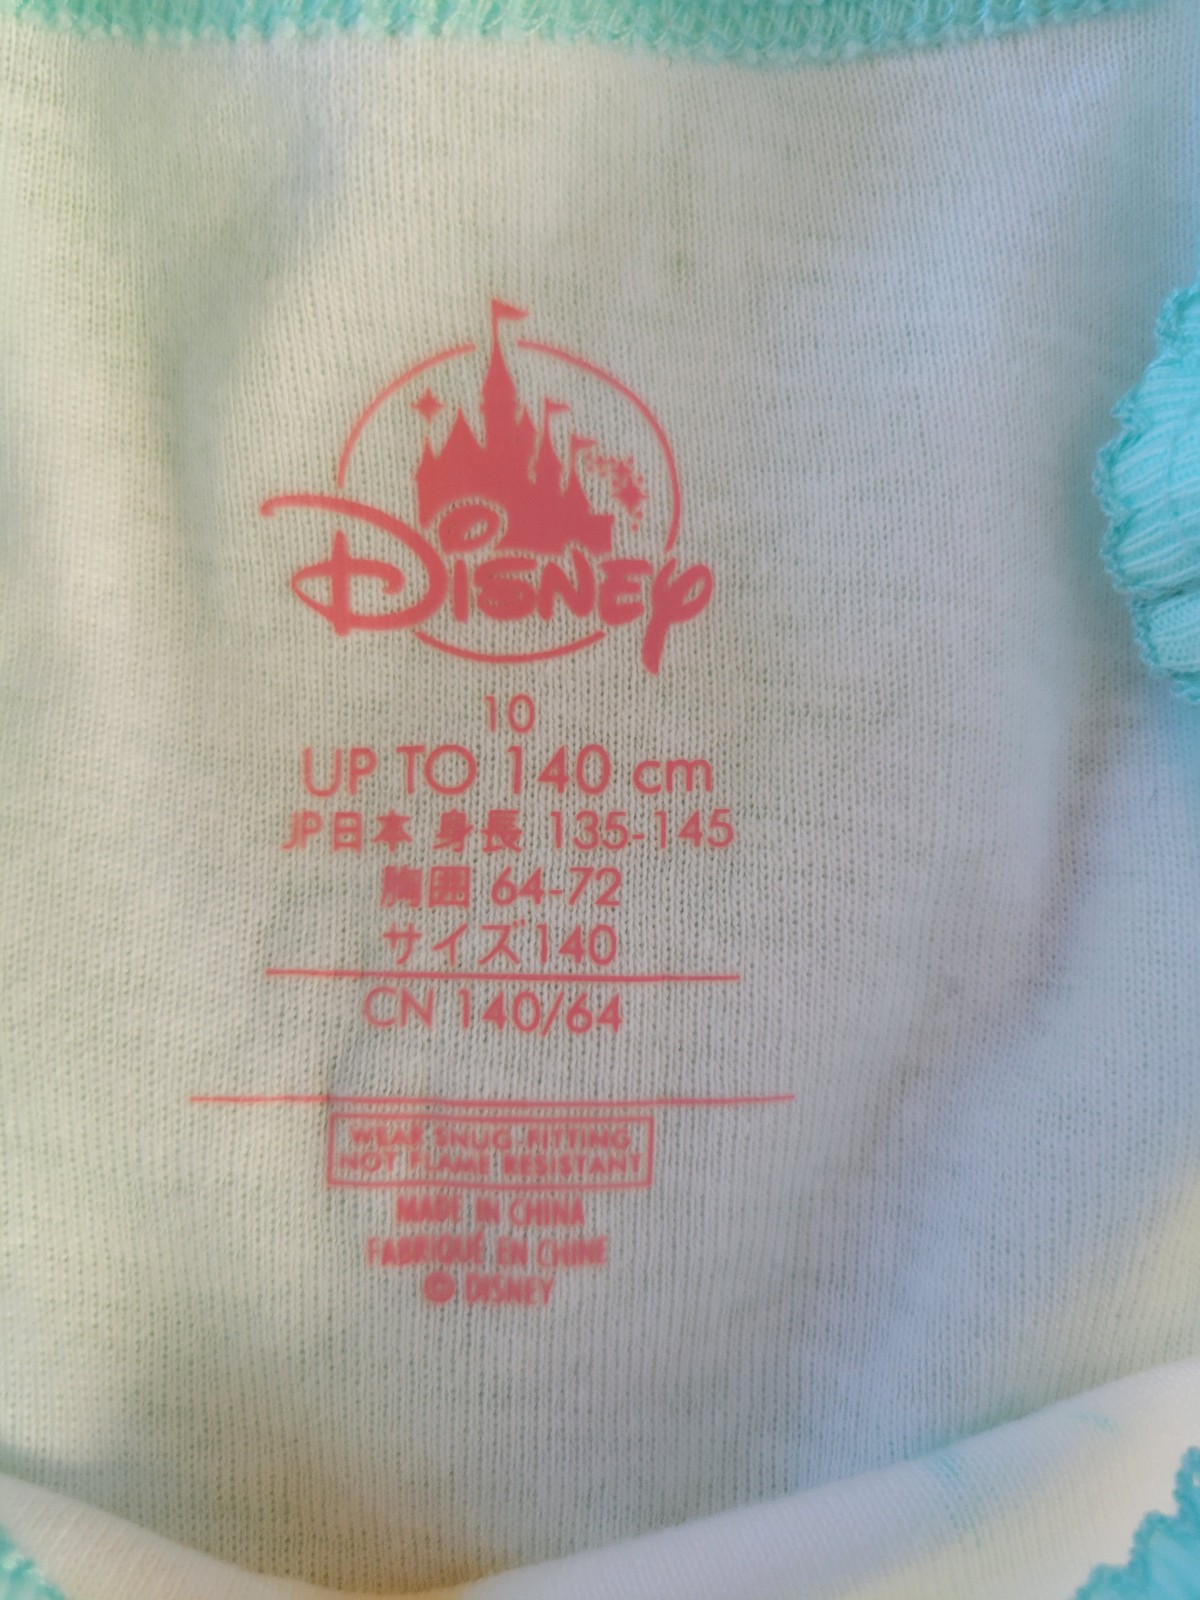 Disney
10
UP TO 140 cm
JP日本 身長 135-145
胸囲 64-72
サイズ140
CN 140/64
WEAR SNUG-FITTING
NOT FLAME RESISTANT
MADE IN CHINA
FABRIQUÉ EN CHINE
© DISNEY